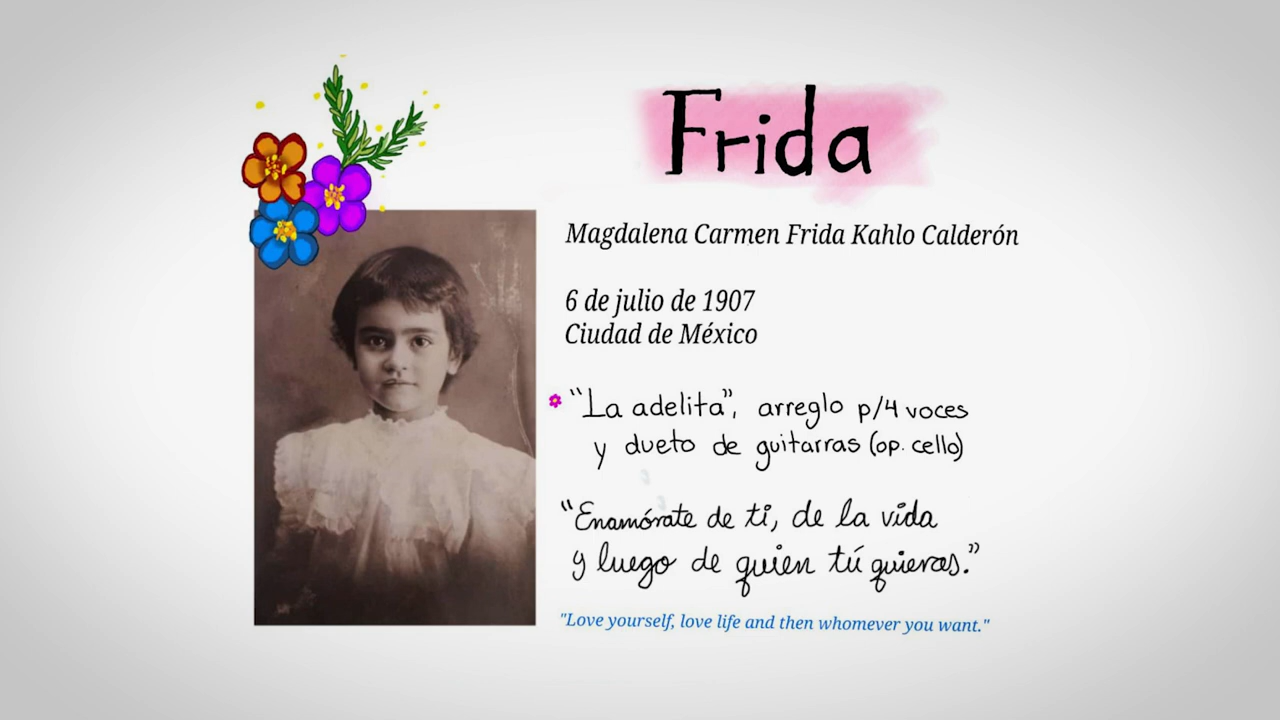 Frida
Magdalena Carmen Frida Kahlo Calderón
6 de julio de 1907
Ciudad de México
"La adelita", arreglo p/4 voces
y dueto de guitarras (op. cello)
"Enamórate de ti, de la vida
y luego de quien tú quieras."
"Love yourself, love life and then whomever you want."